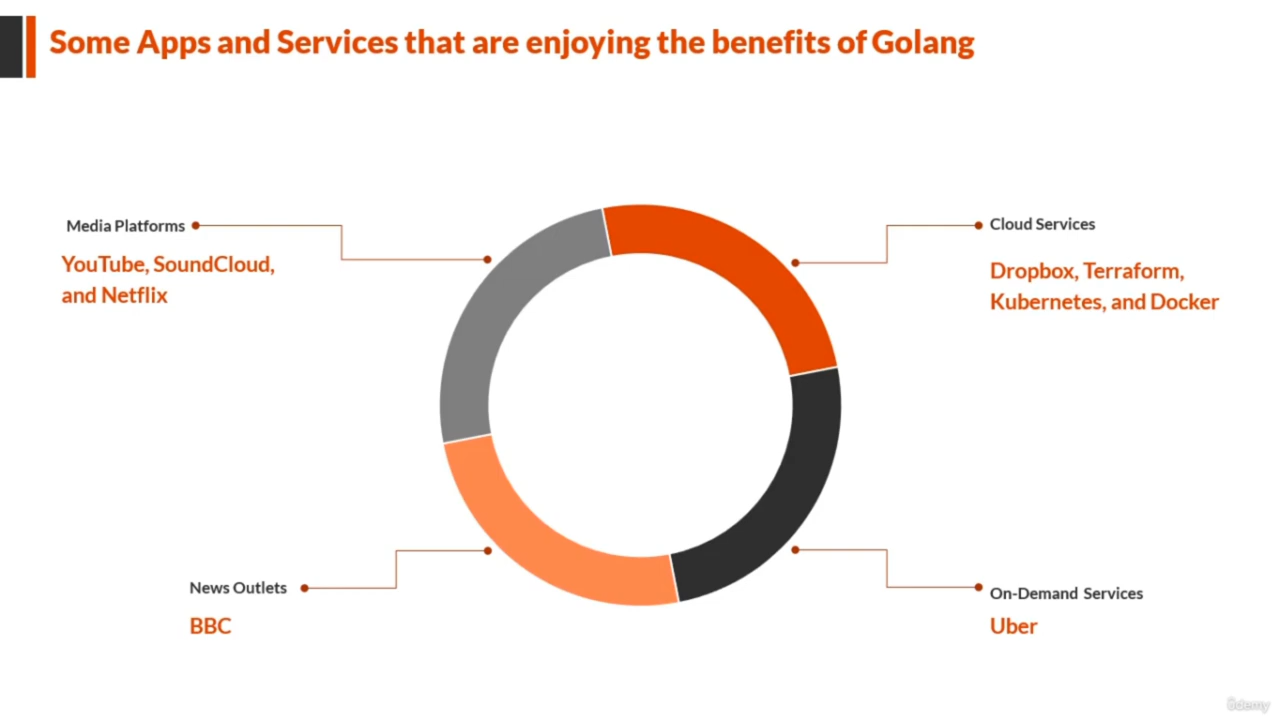 Some Apps and Services that are enjoying the benefits of Golang
Media Platforms
YouTube, SoundCloud,
and Netflix
Cloud Services
Dropbox, Terraform,
Kubernetes, and Docker
News Outlets
BBC
On-Demand Services
Uber
ûdemy